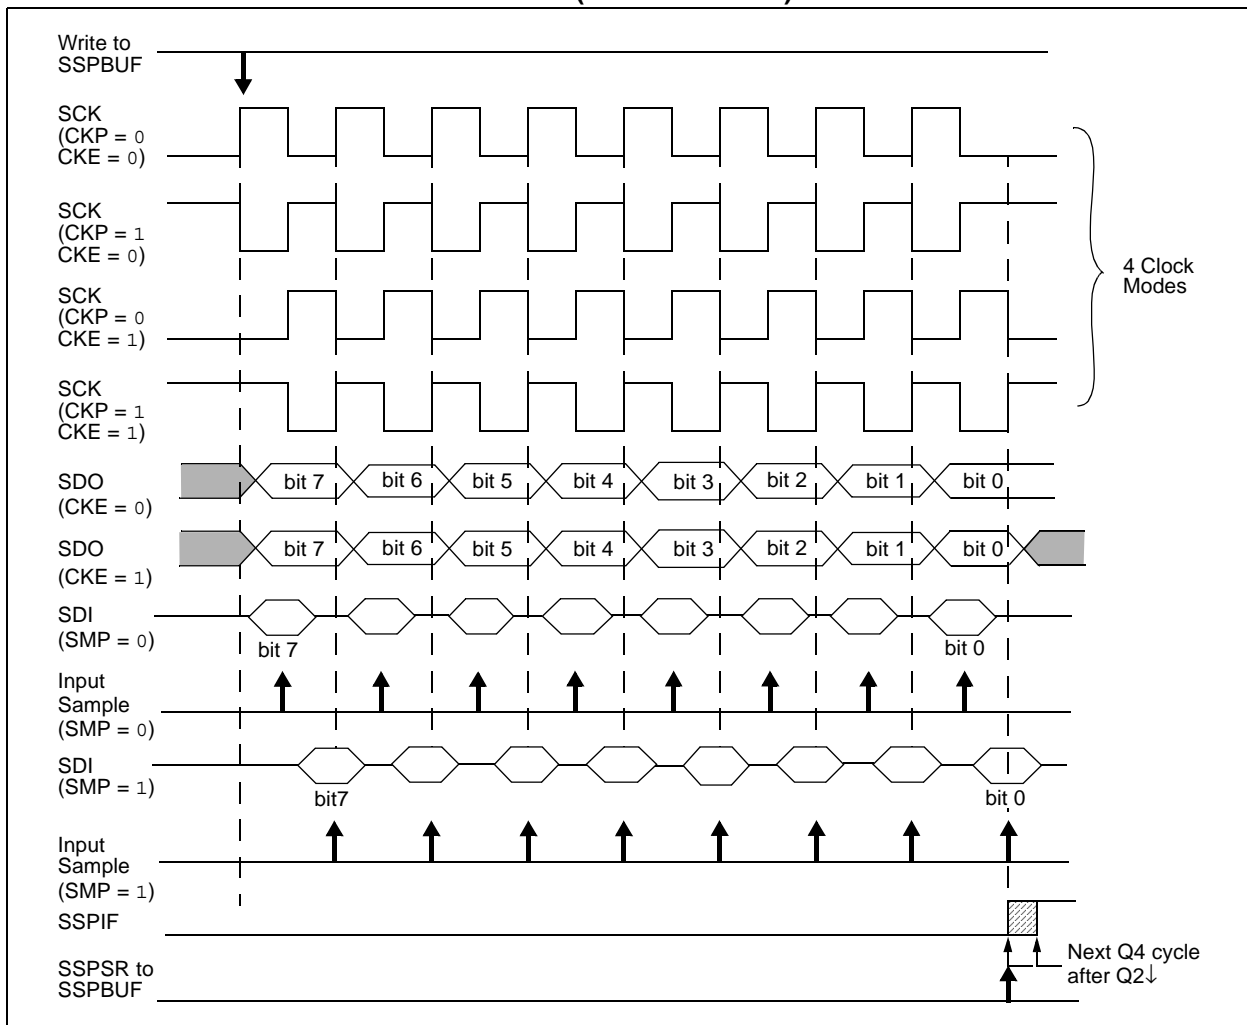 Write to
SSPBUF
SCK
(CKP = 0
CKE = 0)
SCK
(CKP = 1
CKE = 0)
SCK
(CKP = 0
CKE = 1)
SCK
(CKP = 1
CKE = 1)
4 Clock
Modes
SDO
(CKE = 0)
bit 7 bit 6 bit 5 bit 4 bit 3 bit 2 bit 1 bit 0
SDO
(CKE = 1)
bit 7 bit 6 bit 5 bit 4 bit 3 bit 2 bit 1 bit 0
SDI
(SMP = 0)
bit 7 bit 0
Input
Sample
(SMP = 0)
SDI
(SMP = 1)
bit7 bit 0
Input
Sample
(SMP = 1)
SSPIF
SSPSR to
SSPBUF
Next Q4 cycle
after Q2↓